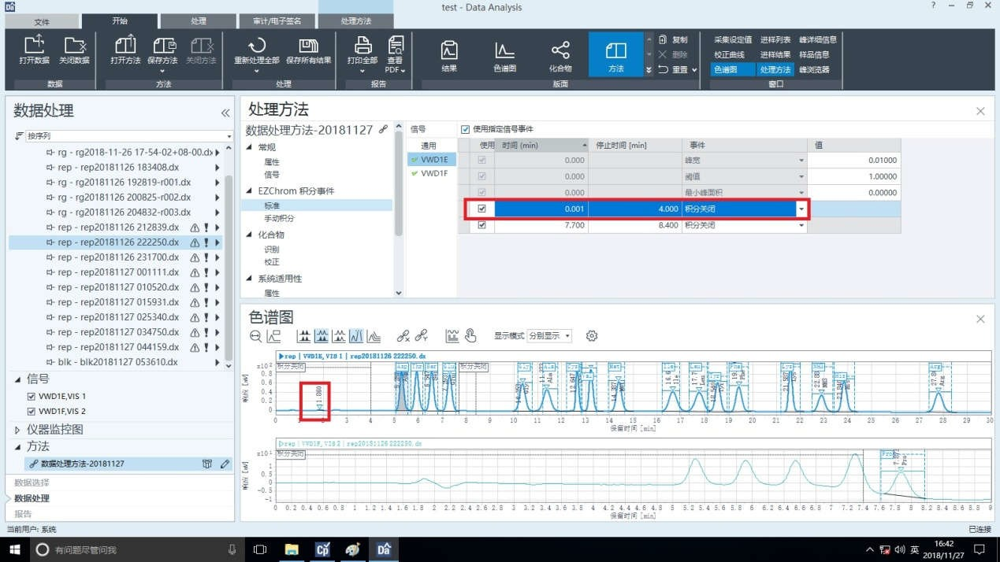 test - Data Analysis
文件
开始
处理
审计/电子签名
处理方法
打开数据
关闭数据
打开方法
保存方法
关闭方法
重新处理全部
保存所有结果
打印全部
查看
PDF
结果
色谱图
化合物
方法
复制
删除
重置
采集设定值
进样列表
峰详细信息
校正曲线
进样结果
样品信息
色谱图
处理方法
峰浏览器
数据
方法
处理
报告
版面
窗口
数据处理
按序列
rg - rg2018-11-26 17-54-02+08-00.dx
rep - rep20181126 183408.dx
rg - rg20181126 192819-r001.dx
rg - rg20181126 200825-r002.dx
rg - rg20181126 204832-r003.dx
rep - rep20181126 212839.dx
rep - rep20181126 222250.dx
rep - rep20181126 231700.dx
rep - rep20181127 001111.dx
rep - rep20181127 010520.dx
rep - rep20181127 015931.dx
rep - rep20181127 025340.dx
rep - rep20181127 034750.dx
rep - rep20181127 044159.dx
blk - blk20181127 053610.dx
信号
VWD1E,VIS 1
VWD1F,VIS 2
仪器监控图
方法
数据处理方法-20181127
数据选择
数据处理
报告
处理方法
数据处理方法-20181127
常规
属性
信号
EZChrom 积分事件
标准
手动积分
化合物
识别
校正
系统适用性
属性
信号
通用
VWD1E
VWD1F
使用指定信号事件
使用 时间 (min) 停止时间 [min] 事件 值
0.000 峰宽 0.01000
0.000 阈值 1.00000
0.000 最小峰面积 0.00000
0.001 4.000 积分关闭
7.700 8.400 积分关闭
色谱图
显示模式 分别显示
rep | VWD1E,VIS 1 | rep20181126 222250.dx
x10²
积分关闭
积分关闭
0.8
0.6
0.4
0.2
0
1.860
Asp
Thr
Ser
Glu
Gly
Ala
Cys
Met
Ile
Leu
Phe
Lys
NH3
His
Arg
0 1 2 3 4 5 6 7 8 9 10 11 12 13 14 15 16 17 18 19 20 21 22 23 24 25 26 27 28 29 30
保留时间 [min]
rep | VWD1F,VIS 2 | rep20181126 222250.dx
x10¹
积分关闭
1
0.5
0
-0.5
-1
Pro
0 0.2 0.4 0.6 0.8 1 1.2 1.4 1.6 1.8 2 2.2 2.4 2.6 2.8 3 3.2 3.4 3.6 3.8 4 4.2 4.4 4.6 4.8 5 5.2 5.4 5.6 5.8 6 6.2 6.4 6.6 6.8 7 7.2 7.4 7.6 7.8 8 8.2 8.4 8.6 8.8 9
保留时间 [min]
当前用户: 系统
已连接
有问题尽管问我
英
16:42
2018/11/27